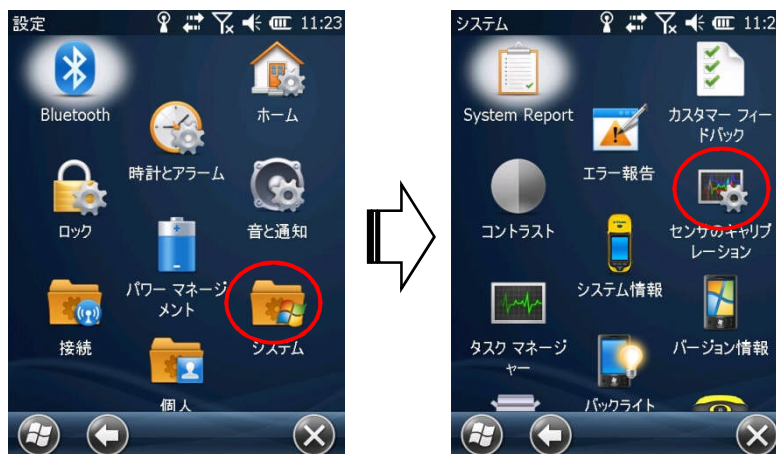 設定
11:23
Bluetooth
ホーム
時計とアラーム
ロック
音と通知
パワー マネージ
メント
接続
システム
個人
システム
11:2
System Report
カスタマー フィー
ドバック
エラー報告
コントラスト
センサのキャリブ
レーション
システム情報
タスク マネージ
ャー
バージョン情報
バックライト